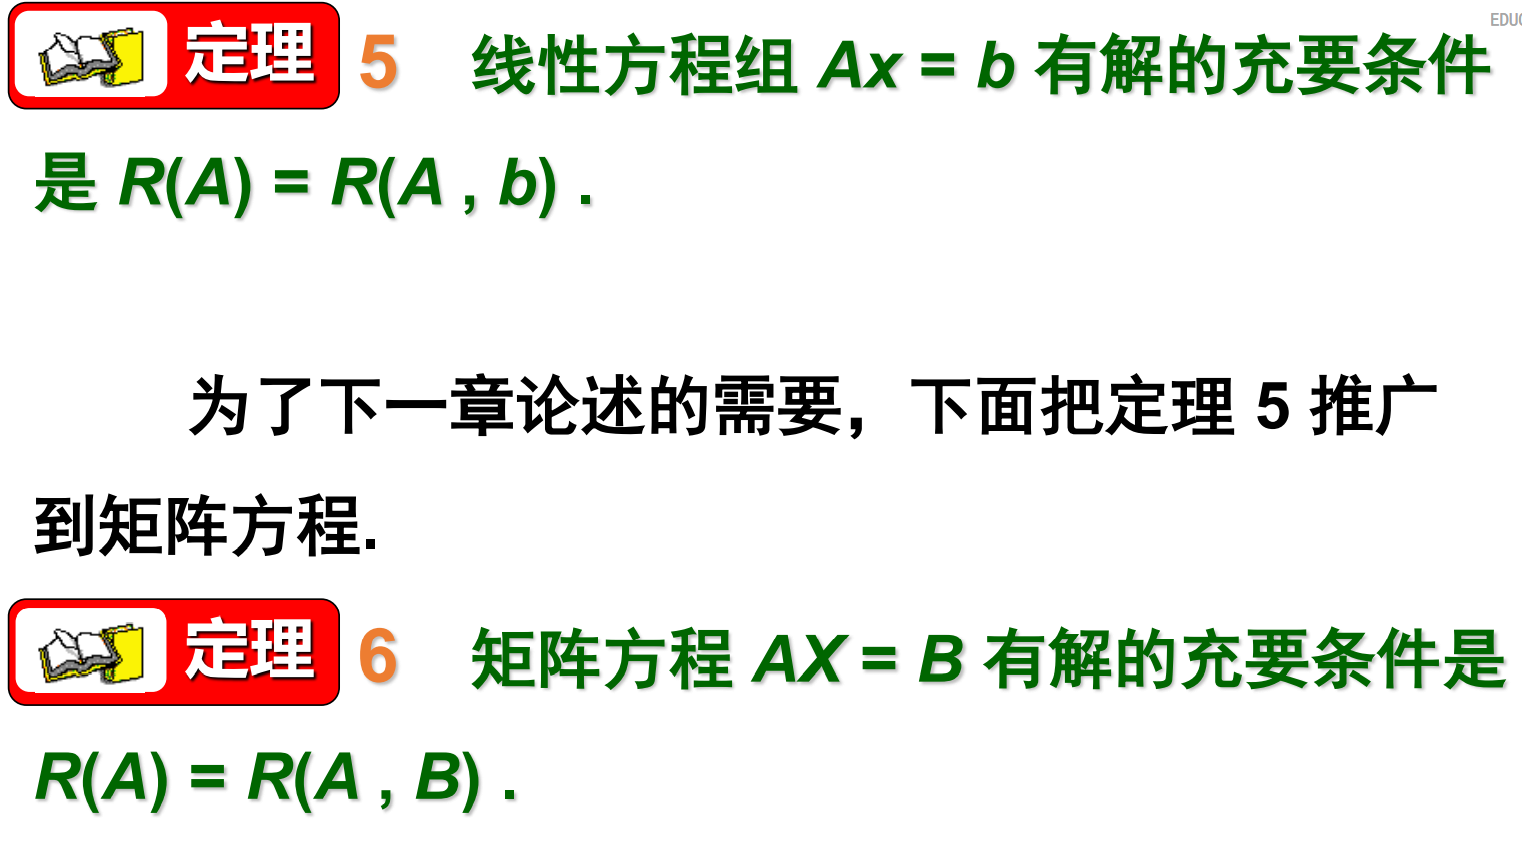 EDUC
定理 5 线性方程组 Ax = b 有解的充要条件
是 R(A) = R(A , b) .
为了下一章论述的需要，下面把定理 5 推广
到矩阵方程.
定理 6 矩阵方程 AX = B 有解的充要条件是
R(A) = R(A , B) .